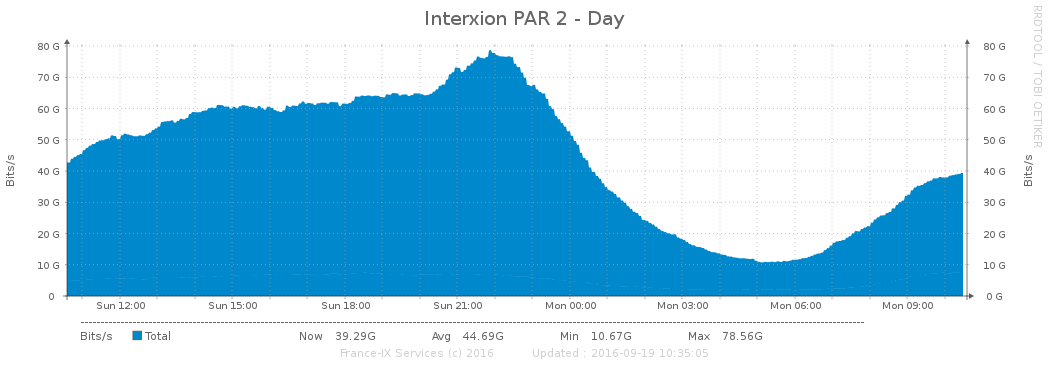 Interxion PAR 2 - Day
RRDTOOL / TOBI OETIKER
Bits/s
80 G
70 G
60 G
50 G
40 G
30 G
20 G
10 G
0
80 G
70 G
60 G
50 G
40 G
30 G
20 G
10 G
0 G
Bits/s
Sun 12:00 Sun 15:00 Sun 18:00 Sun 21:00 Mon 00:00 Mon 03:00 Mon 06:00 Mon 09:00
Bits/s Total Now 39.29G Avg 44.69G Min 10.67G Max 78.56G
France-IX Services (c) 2016 Updated : 2016-09-19 10:35:05